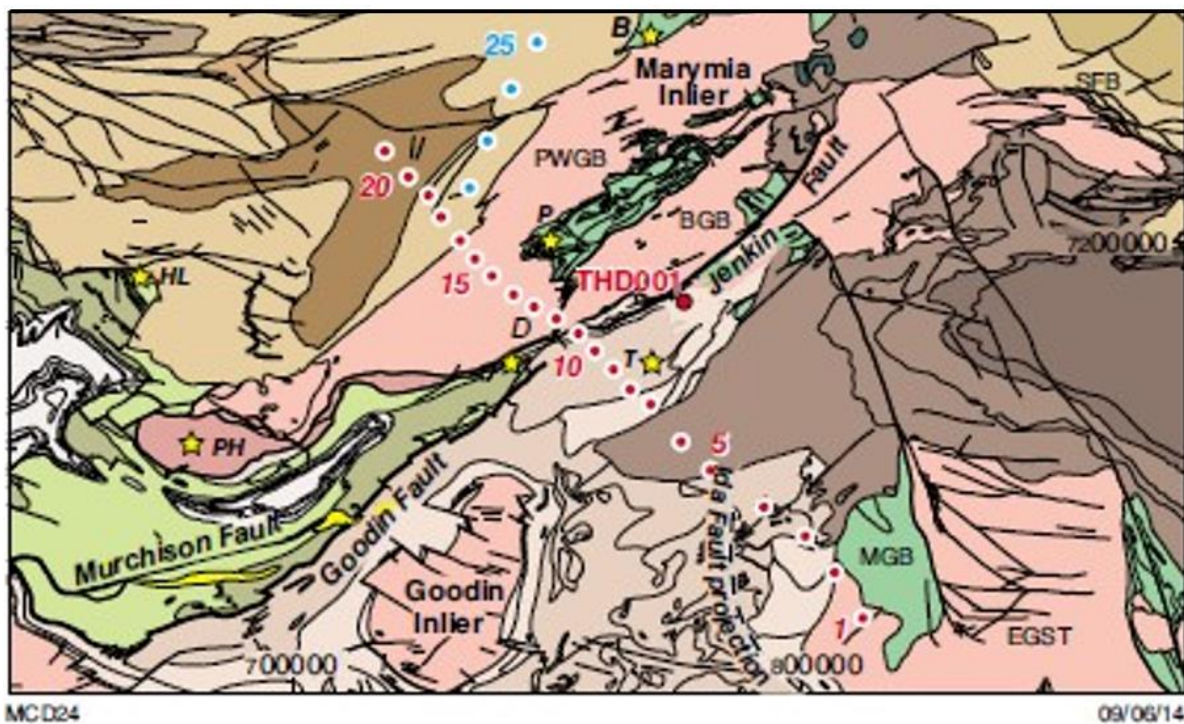 B
25
Marymia
Inlier
SFB
PWGB
20
Fault
P
BGB
7200000
HL
15
THD001
Jenkin
D
10
T
PH
5
Goodin Fault
Murchison Fault
Ida Fault projection
MGB
Goodin
Inlier
1
EGST
700000
800000
MCD24
09/06/14